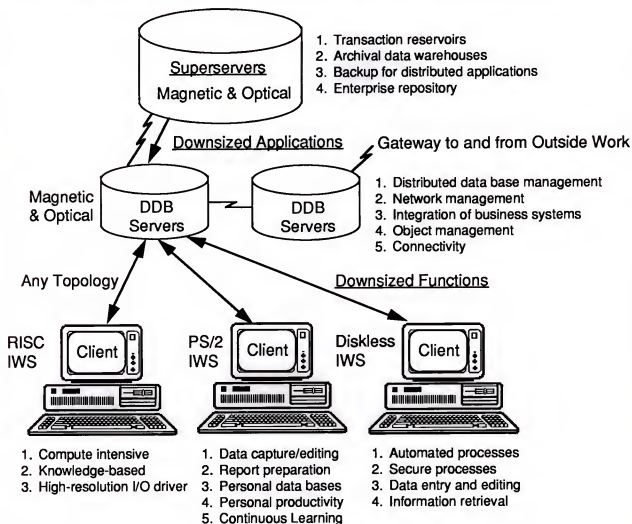 Superservers
Magnetic & Optical
1. Transaction reservoirs
2. Archival data warehouses
3. Backup for distributed applications
4. Enterprise repository
Downsized Applications
Gateway to and from Outside Work
Magnetic
& Optical
DDB
Servers
DDB
Servers
1. Distributed data base management
2. Network management
3. Integration of business systems
4. Object management
5. Connectivity
Any Topology
Downsized Functions
RISC
IWS
Client
PS/2
IWS
Client
Diskless
IWS
Client
1. Compute intensive
2. Knowledge-based
3. High-resolution I/O driver
1. Data capture/editing
2. Report preparation
3. Personal data bases
4. Personal productivity
5. Continuous Learning
1. Automated processes
2. Secure processes
3. Data entry and editing
4. Information retrieval